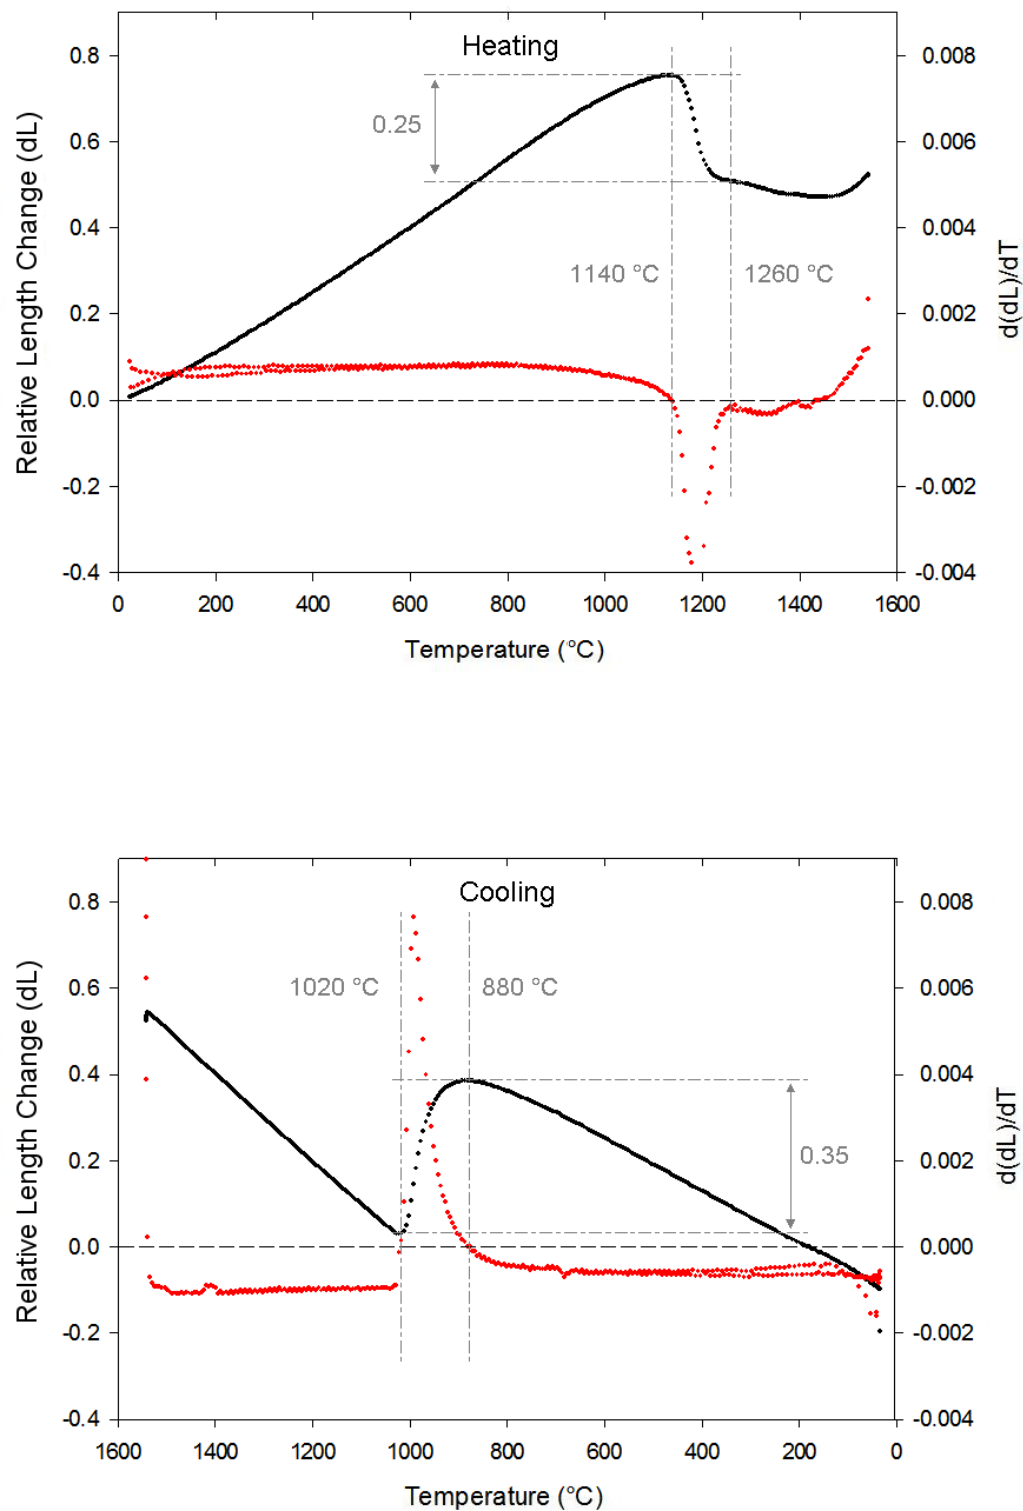 Heating
0.8
0.6
0.4
0.2
0.0
-0.2
-0.4
Relative Length Change (dL)
0.25
1140 °C
1260 °C
0.008
0.006
0.004
0.002
0.000
-0.002
-0.004
d(dL)/dT
0 200 400 600 800 1000 1200 1400 1600
Temperature (°C)
Cooling
0.8
0.6
0.4
0.2
0.0
-0.2
-0.4
Relative Length Change (dL)
1020 °C
880 °C
0.35
0.008
0.006
0.004
0.002
0.000
-0.002
-0.004
d(dL)/dT
1600 1400 1200 1000 800 600 400 200 0
Temperature (°C)